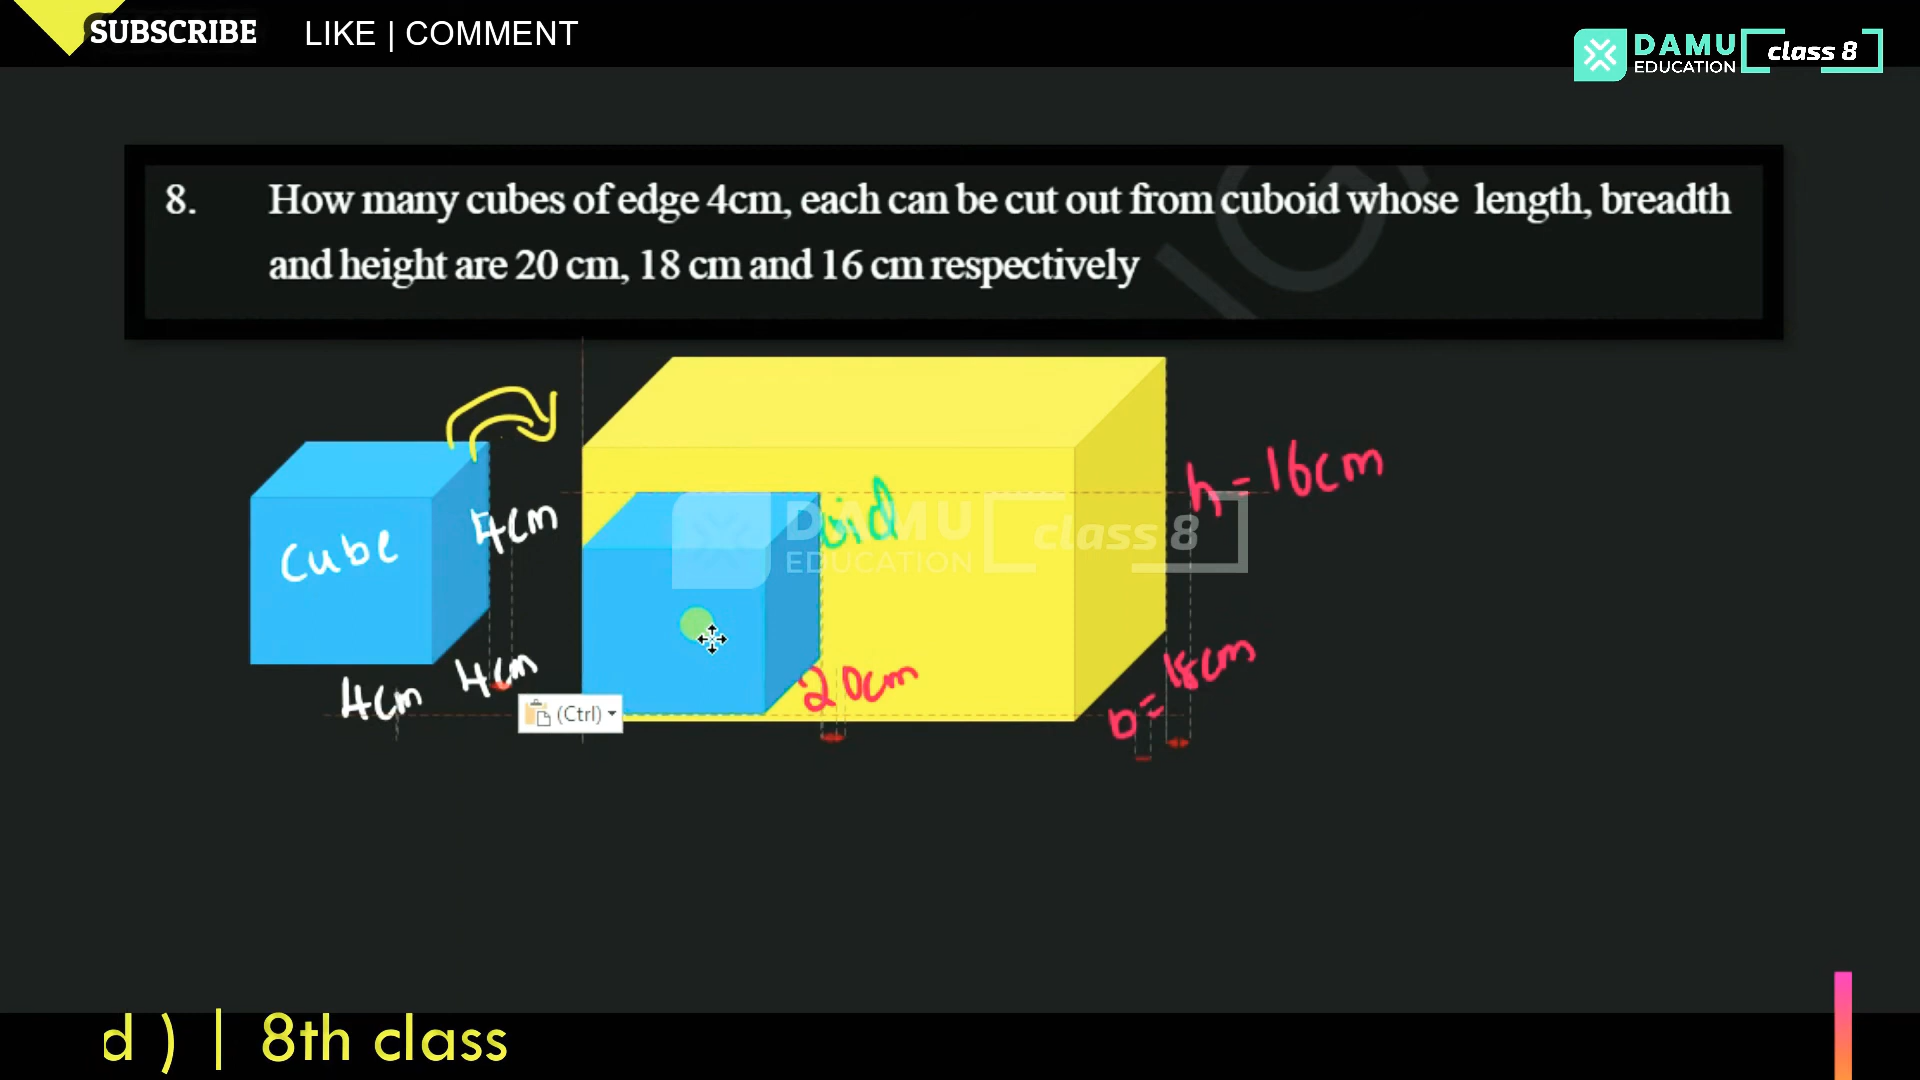 SUBSCRIBE LIKE | COMMENT
DAMU
EDUCATION
class 8
8. How many cubes of edge 4cm, each can be cut out from cuboid whose length, breadth
and height are 20 cm, 18 cm and 16 cm respectively
h = 16cm
4cm
oid
DAMU
EDUCATION
class 8
cube
4cm
4cm
20cm
b = 18cm
(Ctrl)
d ) | 8th class